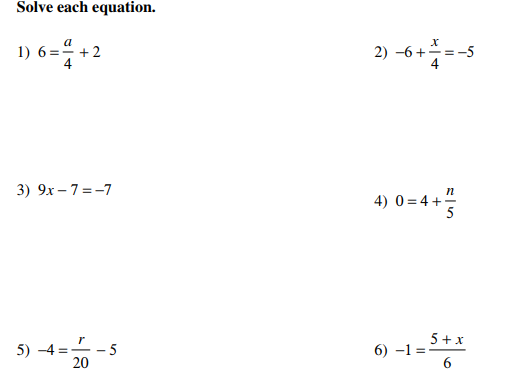 Solve each equation.
1) 6 = a/4 + 2
2) –6 + x/4 = –5
3) 9x – 7 = –7
4) 0 = 4 + n/5
5) –4 = r/20 – 5
6) –1 = (5 + x)/6